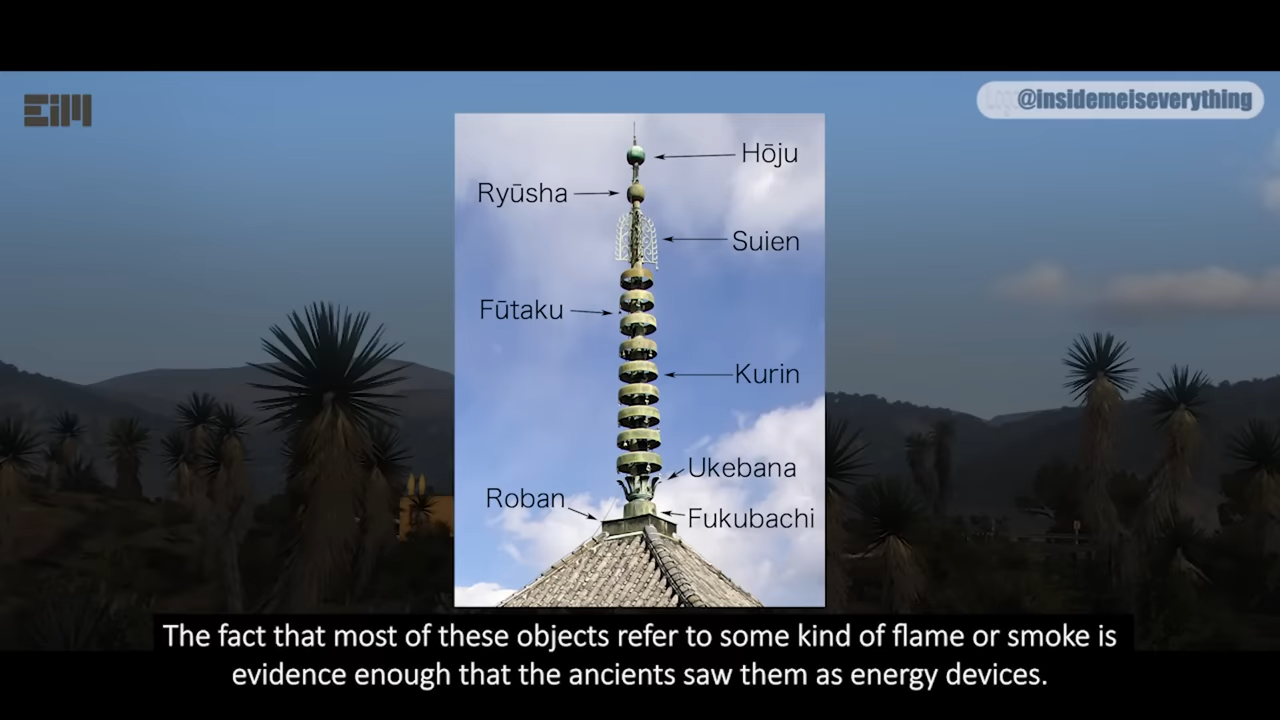 EiM
@insidemeiseverything
Hōju
Ryūsha
Suien
Fūtaku
Kurin
Ukebana
Roban
Fukubachi
The fact that most of these objects refer to some kind of flame or smoke is
evidence enough that the ancients saw them as energy devices.